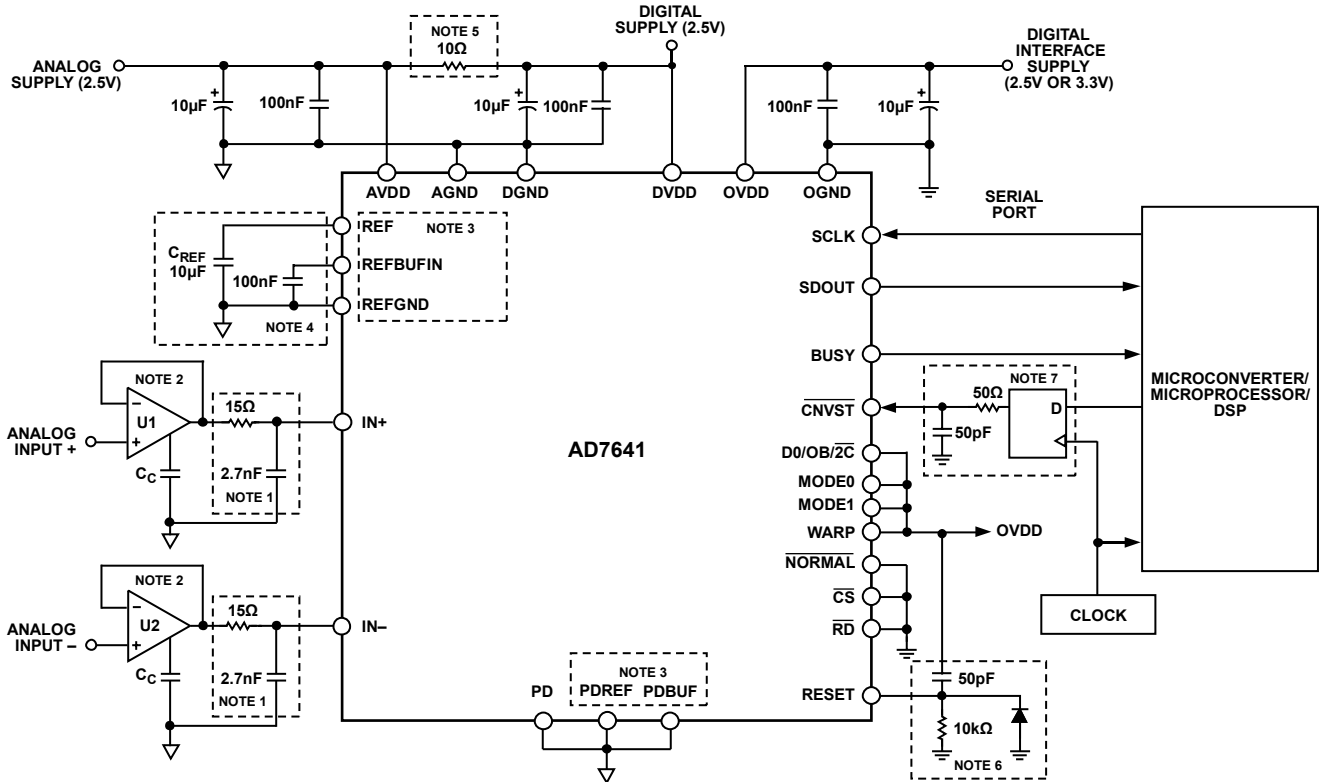 ANALOG
SUPPLY (2.5V)
NOTE 5
10Ω
DIGITAL
SUPPLY (2.5V)
DIGITAL
INTERFACE
SUPPLY
(2.5V OR 3.3V)
+
10µF
100nF
+
10µF
100nF
100nF
+
10µF
AVDD
AGND
DGND
DVDD
OVDD
OGND
C_REF
10µF
100nF
NOTE 4
REF
REFBUFIN
REFGND
NOTE 3
NOTE 2
–
+
U1
ANALOG
INPUT +
C_C
15Ω
2.7nF
NOTE 1
IN+
NOTE 2
–
+
U2
ANALOG
INPUT –
C_C
15Ω
2.7nF
NOTE 1
IN–
AD7641
PD
NOTE 3
PDREF
PDBUF
SCLK
SDOUT
BUSY
CNVST
D0/OB/2C
MODE0
MODE1
WARP
NORMAL
CS
RD
RESET
SERIAL
PORT
NOTE 7
50Ω
D
50pF
OVDD
50pF
10kΩ
NOTE 6
CLOCK
MICROCONVERTER/
MICROPROCESSOR/
DSP